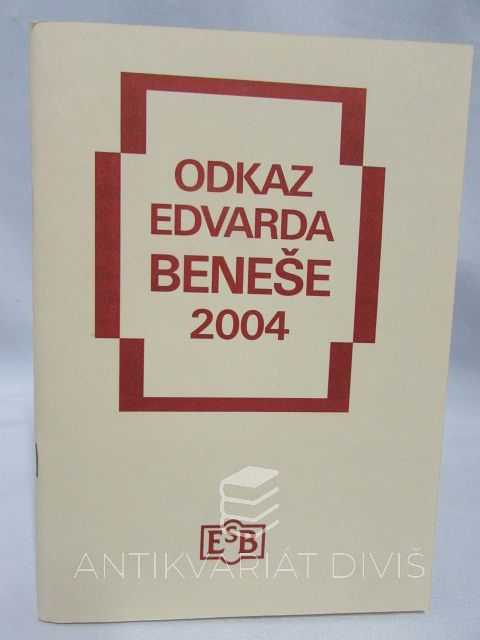 ODKAZ
EDVARDA
BENEŠE
2004
ESB
ANTIKVARIÁT DIVIŠ